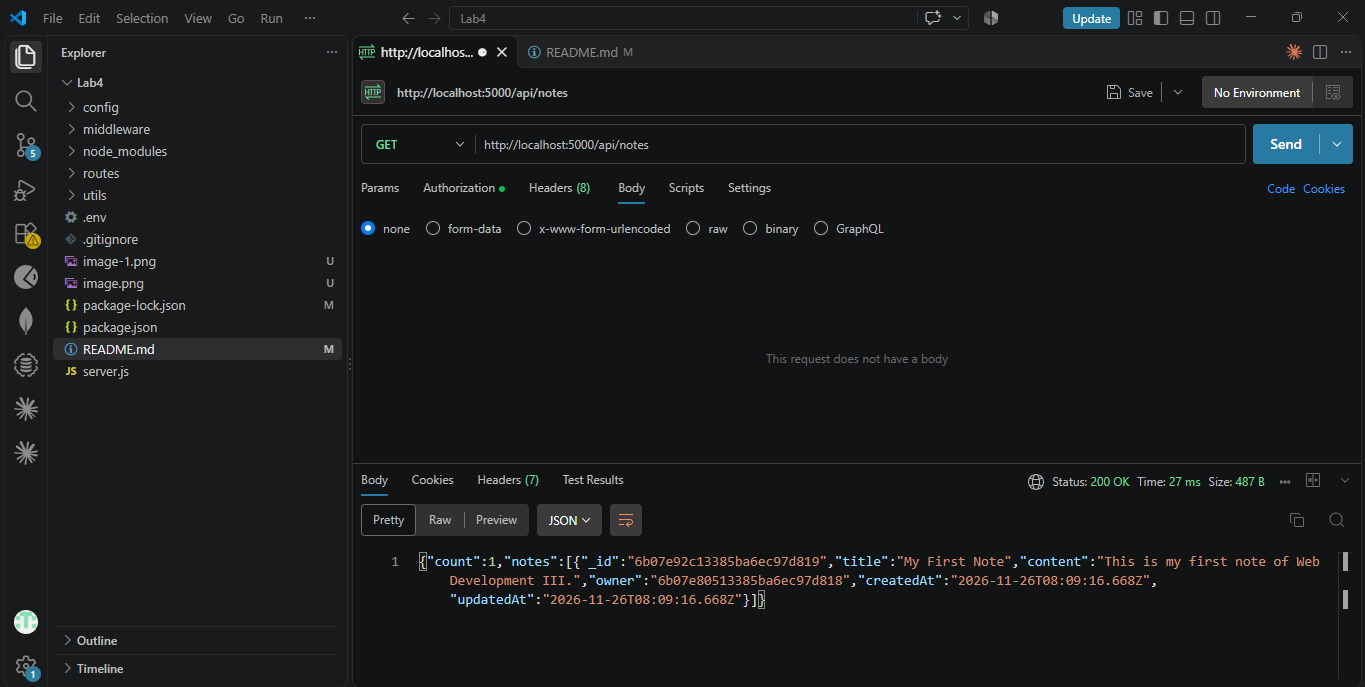 File Edit Selection View Go Run ··· Lab4 Update
Explorer ···
Lab4
config
middleware
node_modules
routes
utils
.env
.gitignore
image-1.png U
image.png U
{} package-lock.json M
{} package.json
README.md M
JS server.js
Outline
Timeline
5
1
HTTP http://localhos... README.md M
HTTP http://localhost:5000/api/notes Save No Environment
GET http://localhost:5000/api/notes Send
Params Authorization Headers (8) Body Scripts Settings Code Cookies
none form-data x-www-form-urlencoded raw binary GraphQL
This request does not have a body
Body Cookies Headers (7) Test Results Status: 200 OK Time: 27 ms Size: 487 B
Pretty Raw Preview JSON
1 {"count":1,"notes":[{"_id":"6b07e92c13385ba6ec97d819","title":"My First Note","content":"This is my first note of Web
Development III.","owner":"6b07e80513385ba6ec97d818","createdAt":"2026-11-26T08:09:16.668Z",
"updatedAt":"2026-11-26T08:09:16.668Z"}]}